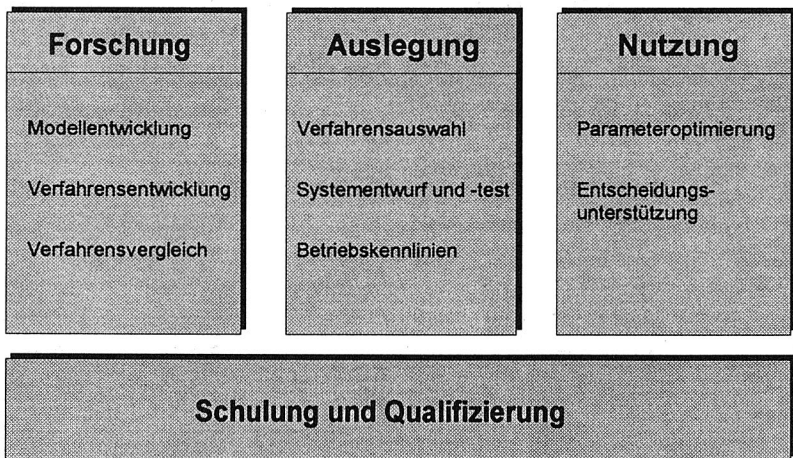 Forschung
Modellentwicklung
Verfahrensentwicklung
Verfahrensvergleich
Auslegung
Verfahrensauswahl
Systementwurf und -test
Betriebskennlinien
Nutzung
Parameteroptimierung
Entscheidungs-
unterstützung
Schulung und Qualifizierung